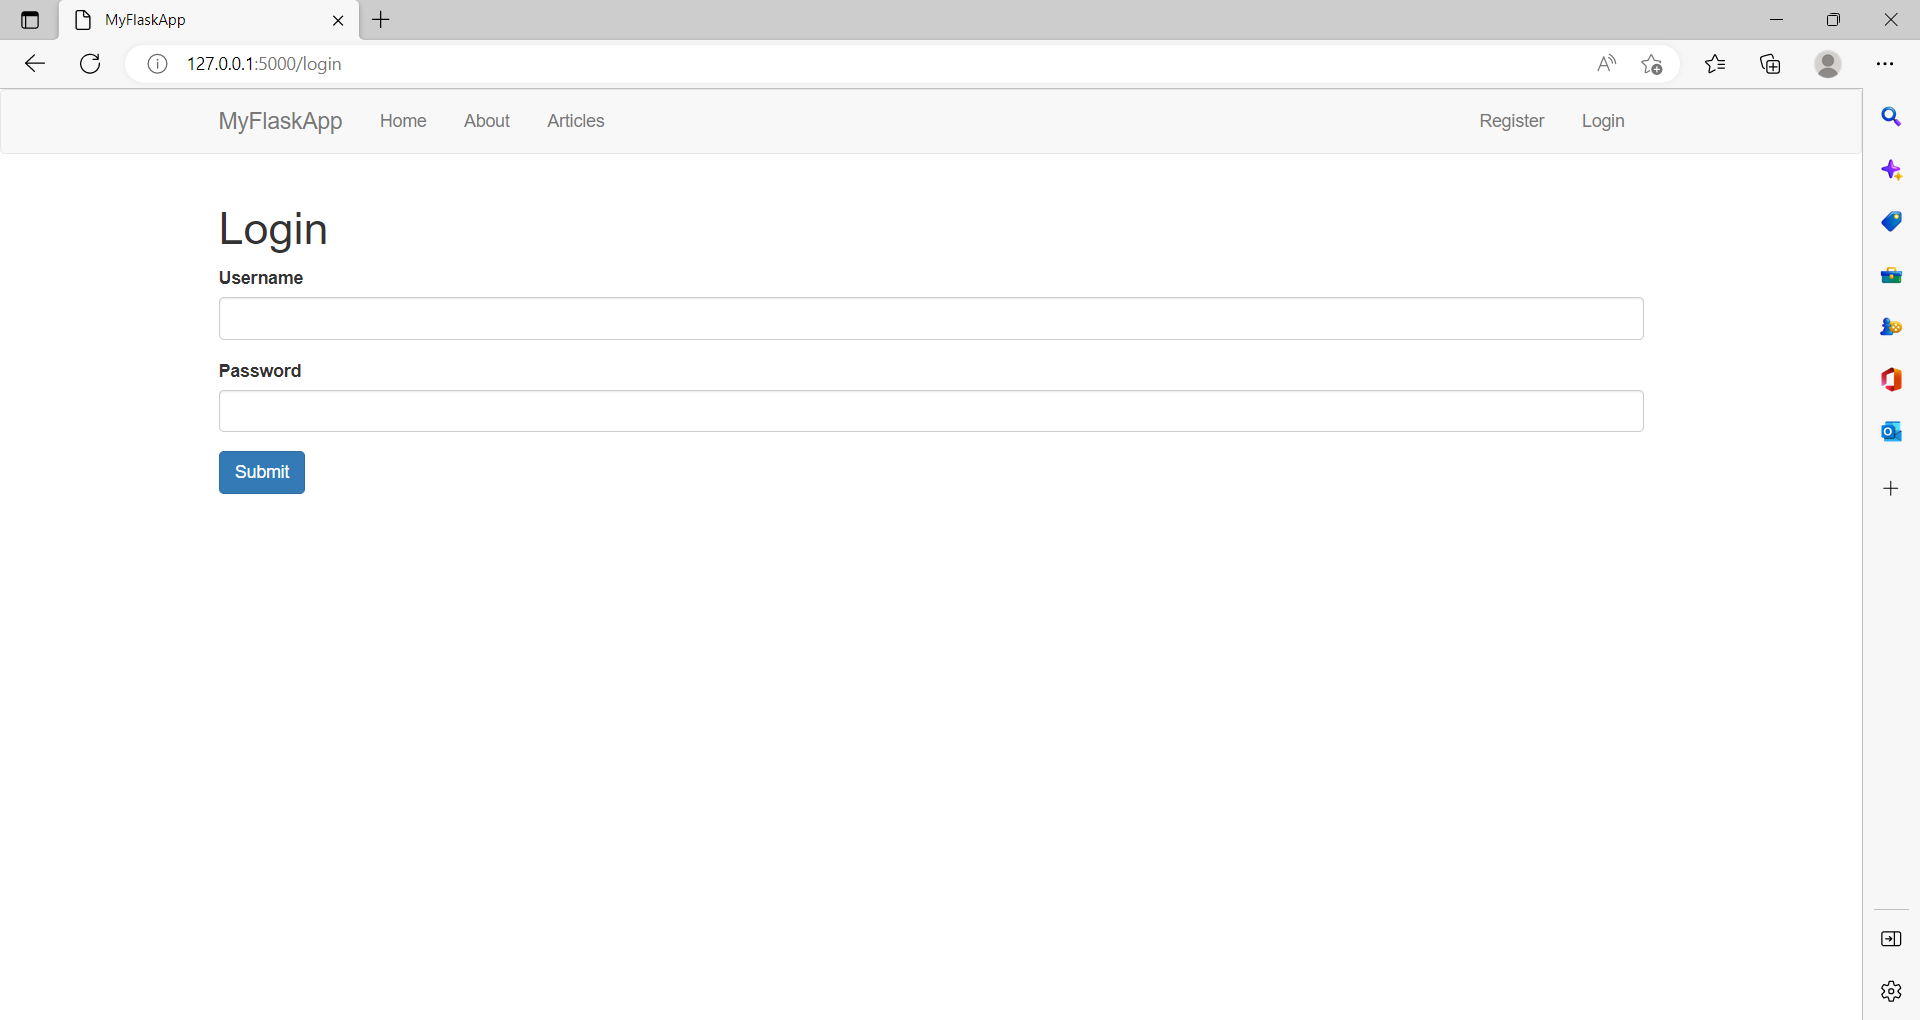 MyFlaskApp
127.0.0.1:5000/login
MyFlaskApp Home About Articles Register Login
Login
Username
Password
Submit